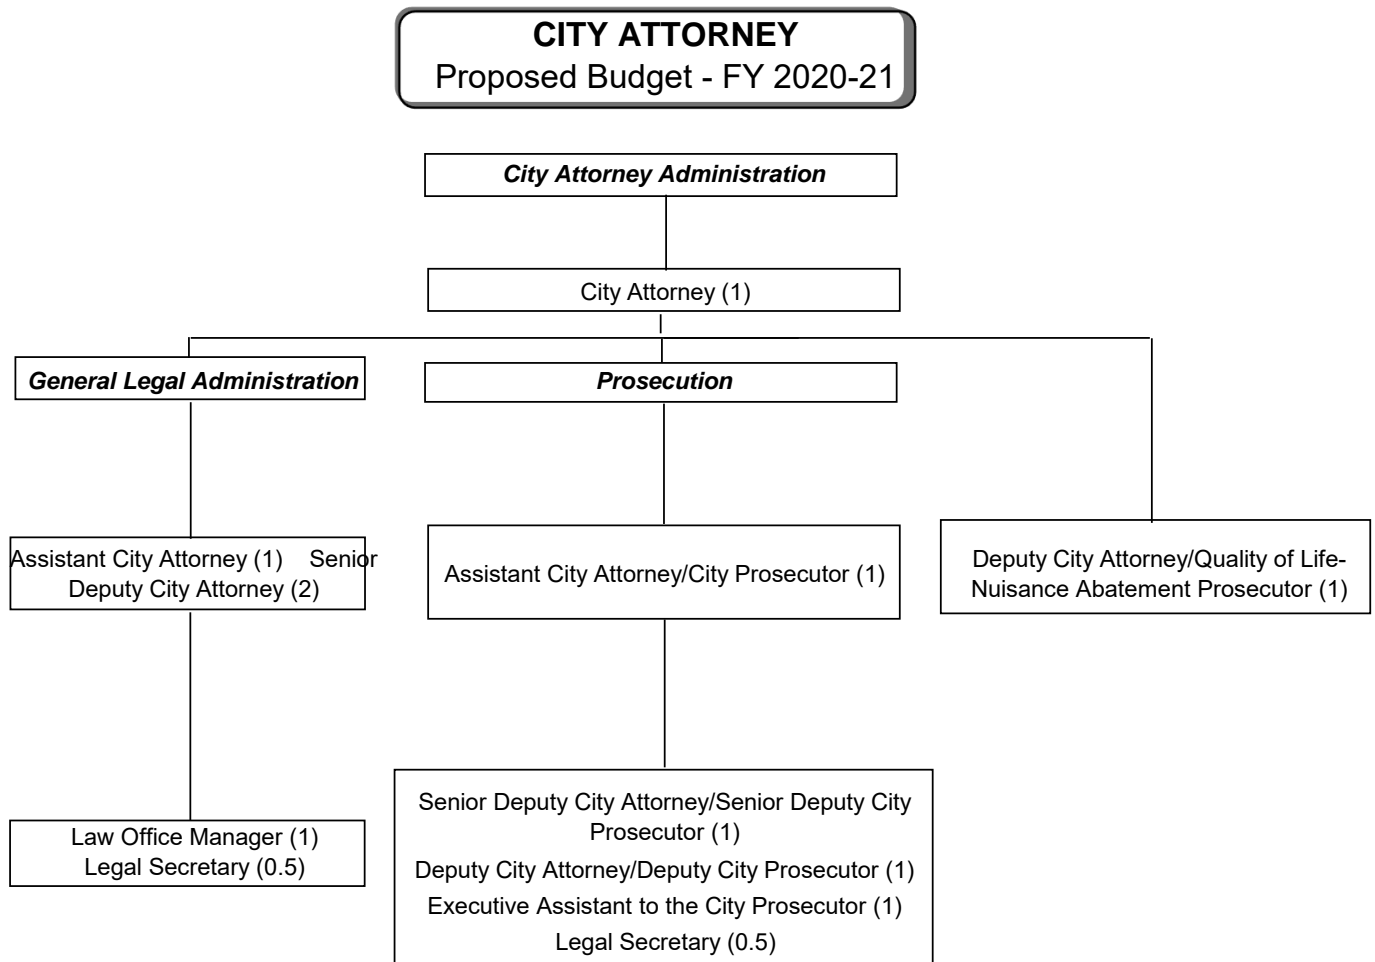 CITY ATTORNEY
Proposed Budget - FY 2020-21
City Attorney Administration
City Attorney (1)
General Legal Administration
Prosecution
Assistant City Attorney (1) Senior
Deputy City Attorney (2)
Assistant City Attorney/City Prosecutor (1)
Deputy City Attorney/Quality of Life-
Nuisance Abatement Prosecutor (1)
Law Office Manager (1)
Legal Secretary (0.5)
Senior Deputy City Attorney/Senior Deputy City
Prosecutor (1)
Deputy City Attorney/Deputy City Prosecutor (1)
Executive Assistant to the City Prosecutor (1)
Legal Secretary (0.5)